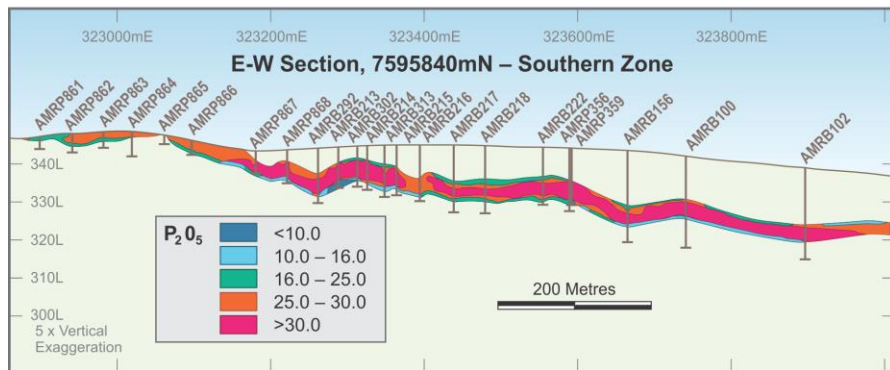 323000mE 323200mE 323400mE 323600mE 323800mE
E-W Section, 7595840mN – Southern Zone
AMRP861
AMRP862
AMRP863
AMRP864
AMRP865
AMRP866
AMRP867
AMRP868
AMRB292
AMRB213
AMRB302
AMRB214
AMRB313
AMRB215
AMRB216
AMRB217
AMRB218
AMRB222
AMRP356
AMRP359
AMRB156
AMRB100
AMRB102
340L
330L
320L
310L
300L
P₂0₅
<10.0
10.0 – 16.0
16.0 – 25.0
25.0 – 30.0
>30.0
200 Metres
5 x Vertical
Exaggeration